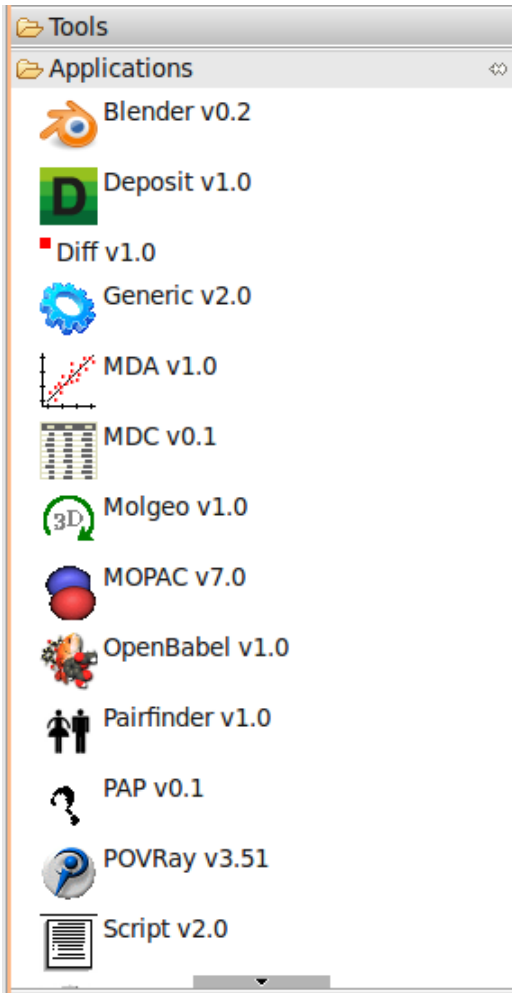 Tools
Applications
Blender v0.2
D
Deposit v1.0
Diff v1.0
Generic v2.0
MDA v1.0
MDC v0.1
3D
Molgeo v1.0
MOPAC v7.0
OpenBabel v1.0
Pairfinder v1.0
PAP v0.1
POVRay v3.51
Script v2.0